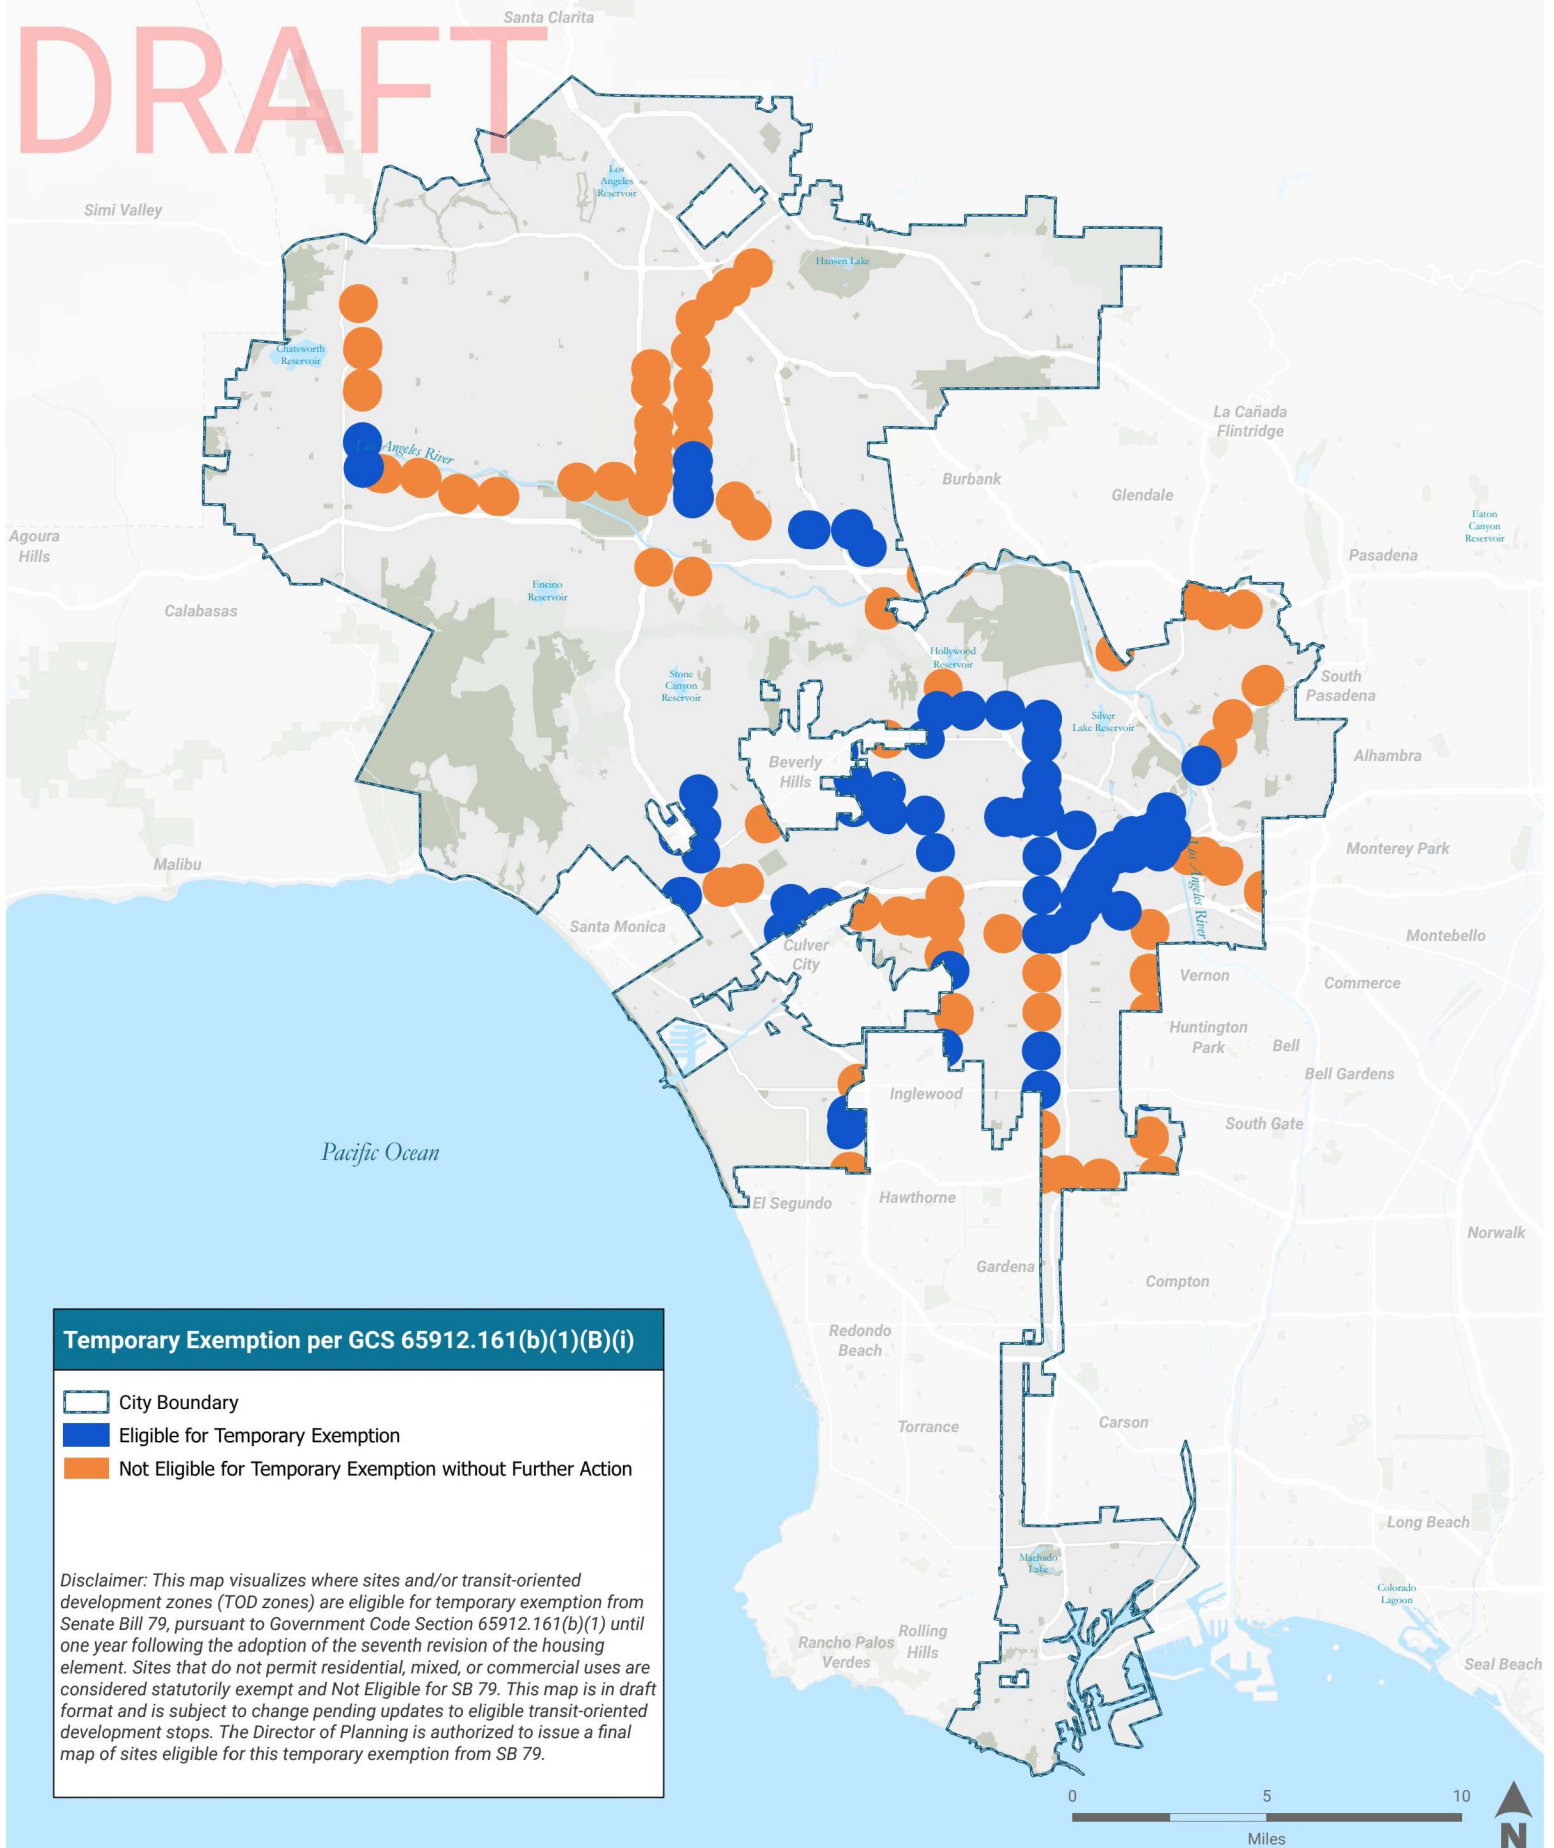 DRAFT
Santa Clarita
Los
Angeles
Reservoir
Simi Valley
Hansen Lake
Chatsworth
Reservoir
La Cañada
Flintridge
Los Angeles River
Burbank
Glendale
Eaton
Canyon
Reservoir
Agoura
Hills
Pasadena
Encino
Reservoir
Calabasas
Hollywood
Reservoir
Stone
Canyon
Reservoir
South
Pasadena
Silver
Lake Reservoir
Beverly
Hills
Alhambra
Monterey Park
Malibu
Los Angeles River
Santa Monica
Culver
City
Montebello
Vernon
Commerce
Huntington
Park
Bell
Bell Gardens
Inglewood
South Gate
Pacific Ocean
El Segundo
Hawthorne
Norwalk
Gardena
Compton
Redondo
Beach
Torrance
Carson
Long Beach
Machado
Lake
Colorado
Lagoon
Rolling
Hills
Rancho Palos
Verdes
Seal Beach
Temporary Exemption per GCS 65912.161(b)(1)(B)(i)
City Boundary
Eligible for Temporary Exemption
Not Eligible for Temporary Exemption without Further Action
Disclaimer: This map visualizes where sites and/or transit-oriented
development zones (TOD zones) are eligible for temporary exemption from
Senate Bill 79, pursuant to Government Code Section 65912.161(b)(1) until
one year following the adoption of the seventh revision of the housing
element. Sites that do not permit residential, mixed, or commercial uses are
considered statutorily exempt and Not Eligible for SB 79. This map is in draft
format and is subject to change pending updates to eligible transit-oriented
development stops. The Director of Planning is authorized to issue a final
map of sites eligible for this temporary exemption from SB 79.
0 5 10
Miles
N